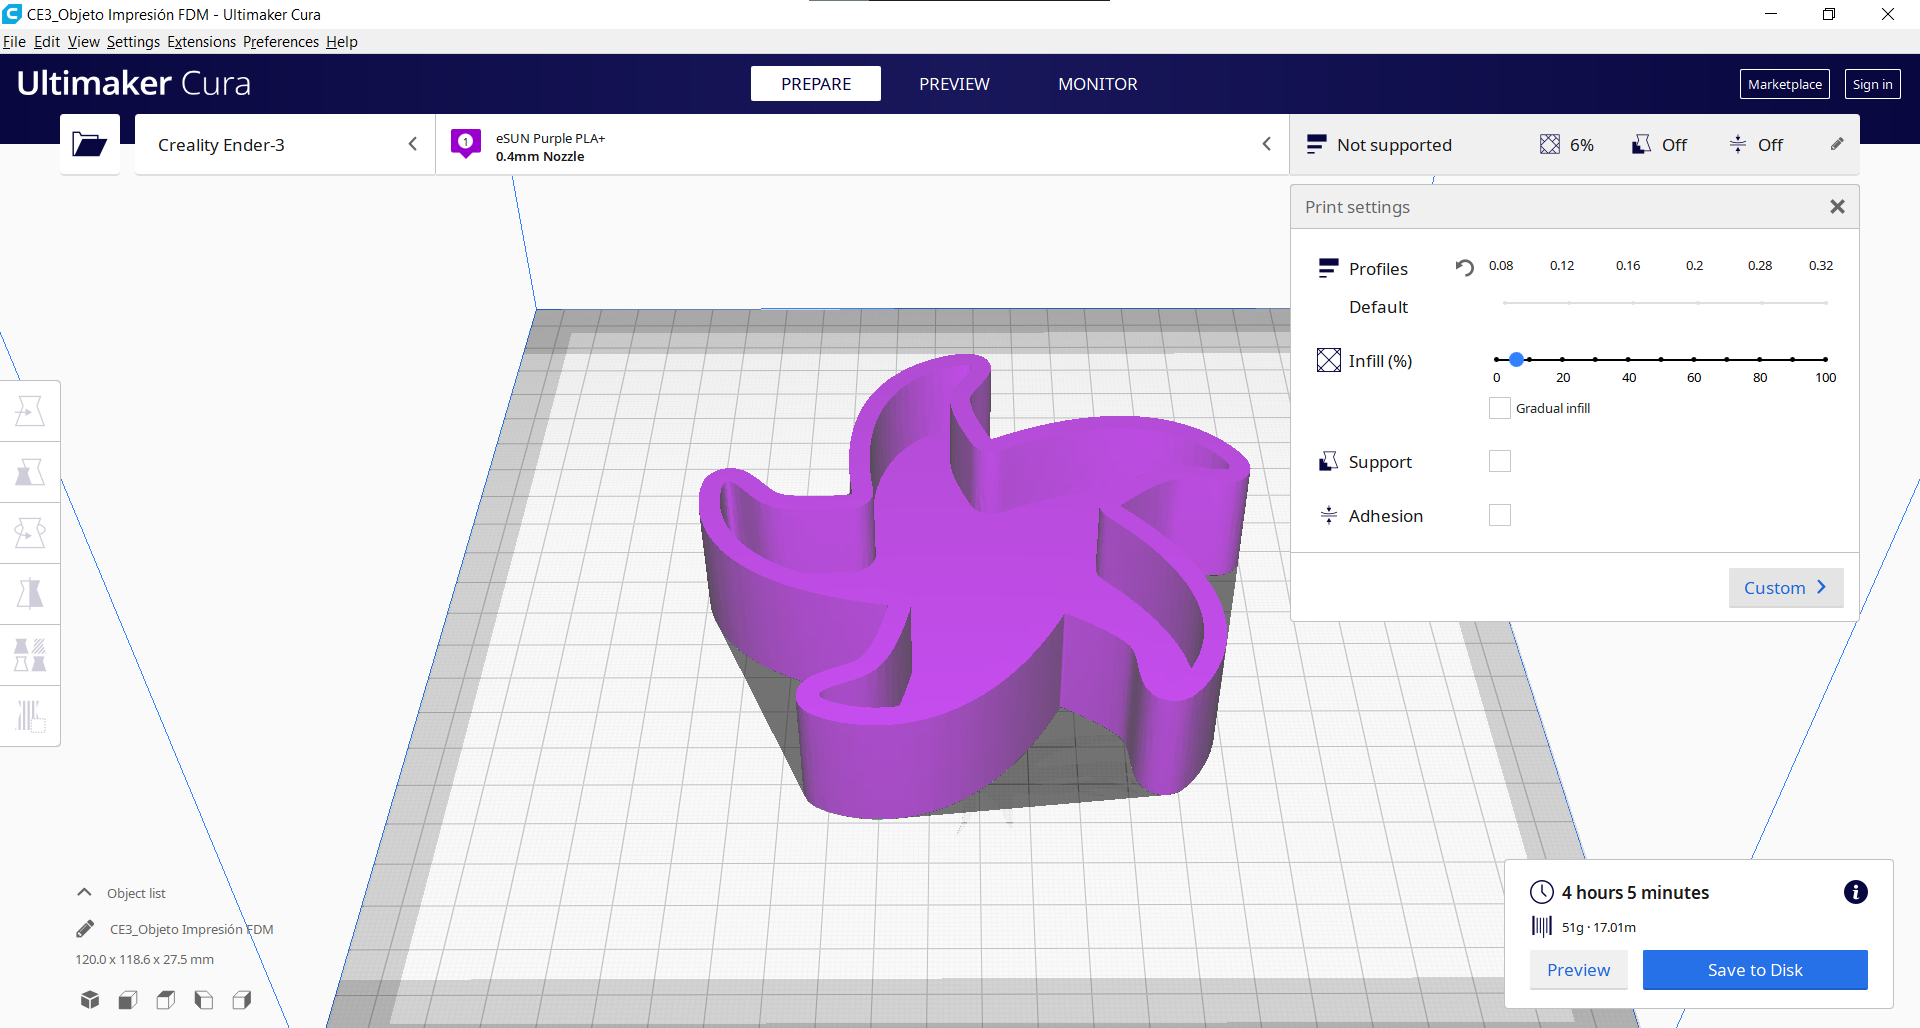 CE3_Objeto Impresión FDM - Ultimaker Cura
File Edit View Settings Extensions Preferences Help
Ultimaker Cura
PREPARE PREVIEW MONITOR
Marketplace Sign in
Creality Ender-3
1
eSUN Purple PLA+
0.4mm Nozzle
Not supported 6% Off Off
Print settings
Profiles 0.08 0.12 0.16 0.2 0.28 0.32
Default
Infill (%)
0 20 40 60 80 100
Gradual infill
Support
Adhesion
Custom
Object list
CE3_Objeto Impresión FDM
120.0 x 118.6 x 27.5 mm
4 hours 5 minutes
51g · 17.01m
Preview Save to Disk